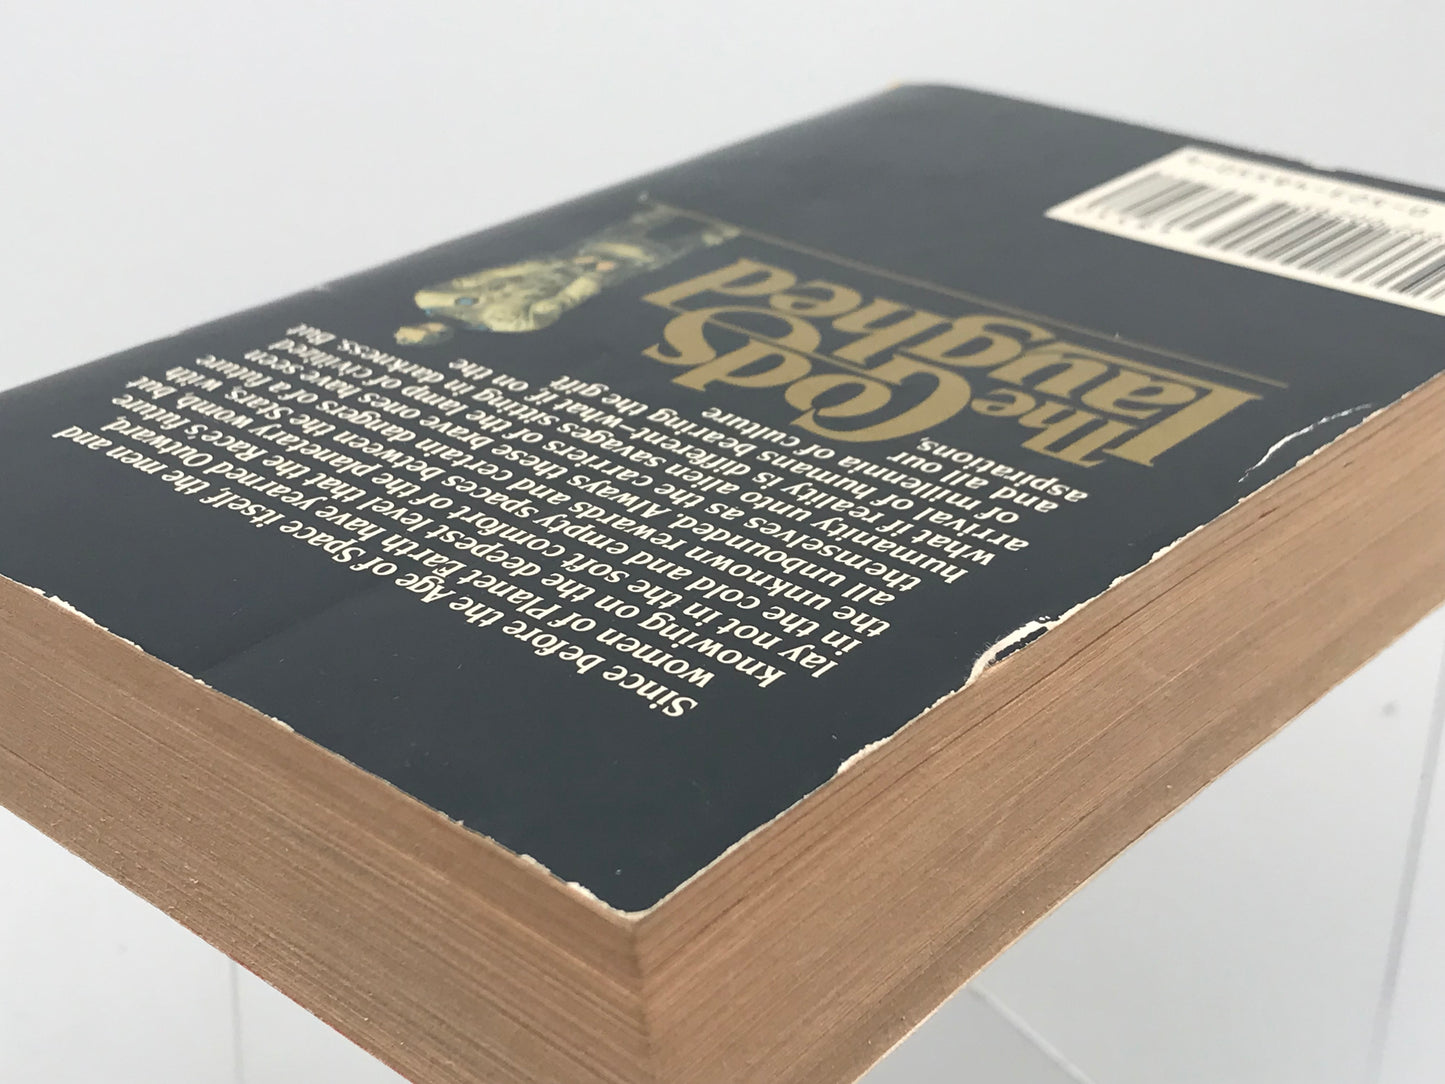 Since before the Age of Space itself the men and
women of Planet Earth have yearned Outward,
knowing on the deepest level that the Race's future
lay not in the soft comfort of the planetary womb, but
in the cold and empty spaces between the Stars, with
the unknown rewards and certain dangers of a future
all unbounded. Always these brave ones have seen
themselves as the carriers of the lamp of civilized
humanity unto alien savages sitting in darkness. But
what if reality is different—what if on the
arrival of humans bearing the gift
of millenia of culture
and all our
aspirations,
The Gods
laughed